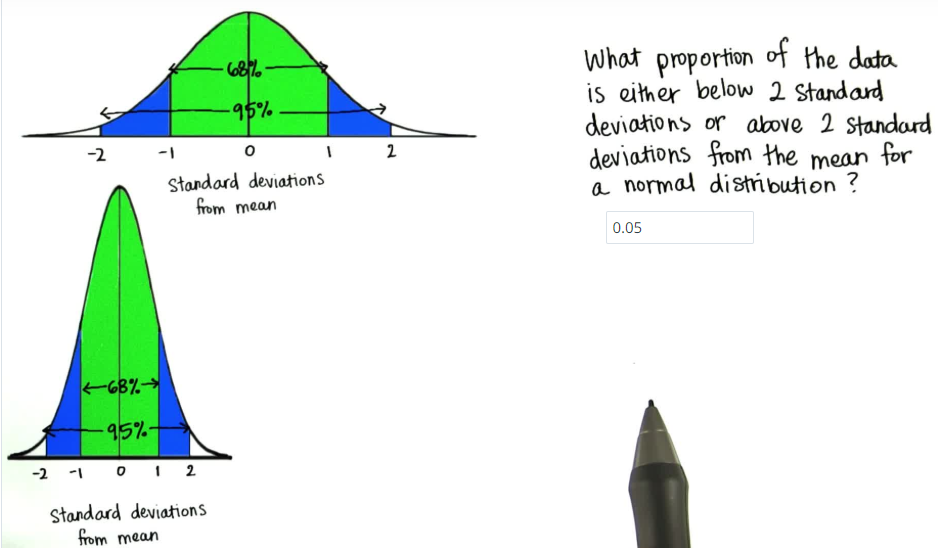 68%
95%
-2 -1 0 1 2
Standard deviations
from mean
68%
95%
-2 -1 0 1 2
Standard deviations
from mean
What proportion of the data
is either below 2 standard
deviations or above 2 standard
deviations from the mean for
a normal distribution ?
0.05